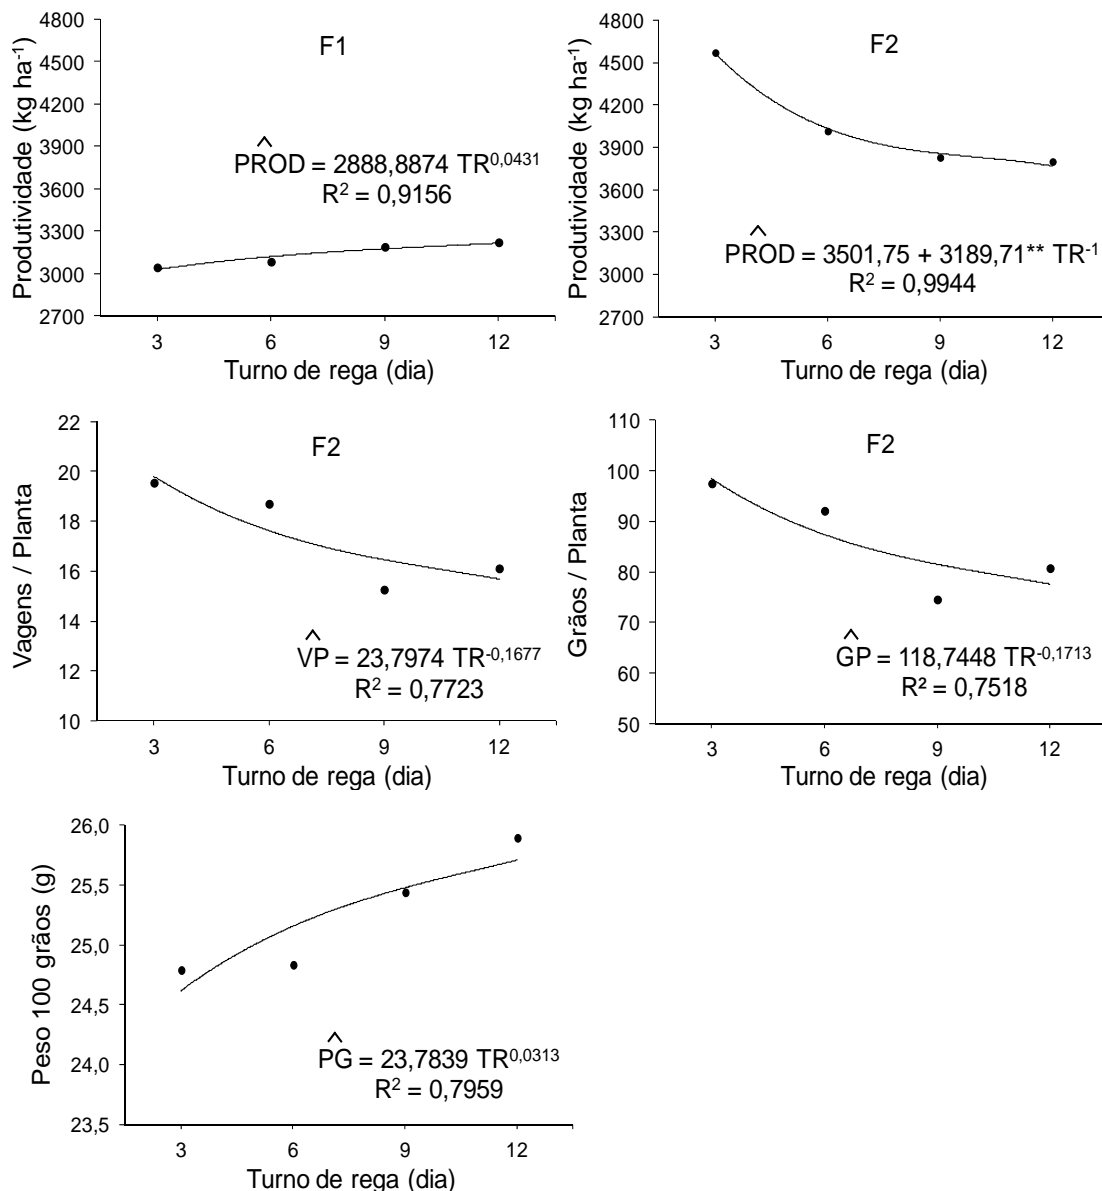 Produtividade (kg ha⁻¹)
4800
4500
4200
3900
3600
3300
3000
2700
F1
^
PROD = 2888,8874 TR⁰,⁰⁴³¹
R² = 0,9156
3 6 9 12
Turno de rega (dia)
Produtividade (kg ha⁻¹)
4800
4500
4200
3900
3600
3300
3000
2700
F2
^
PROD = 3501,75 + 3189,71** TR⁻¹
R² = 0,9944
3 6 9 12
Turno de rega (dia)
Vagens / Planta
22
20
18
16
14
12
10
F2
^
VP = 23,7974 TR⁻⁰,¹⁶⁷⁷
R² = 0,7723
3 6 9 12
Turno de rega (dia)
Grãos / Planta
110
100
90
80
70
60
50
F2
^
GP = 118,7448 TR⁻⁰,¹⁷¹³
R² = 0,7518
3 6 9 12
Turno de rega (dia)
Peso 100 grãos (g)
26,0
25,5
25,0
24,5
24,0
23,5
^
PG = 23,7839 TR⁰,⁰³¹³
R² = 0,7959
3 6 9 12
Turno de rega (dia)